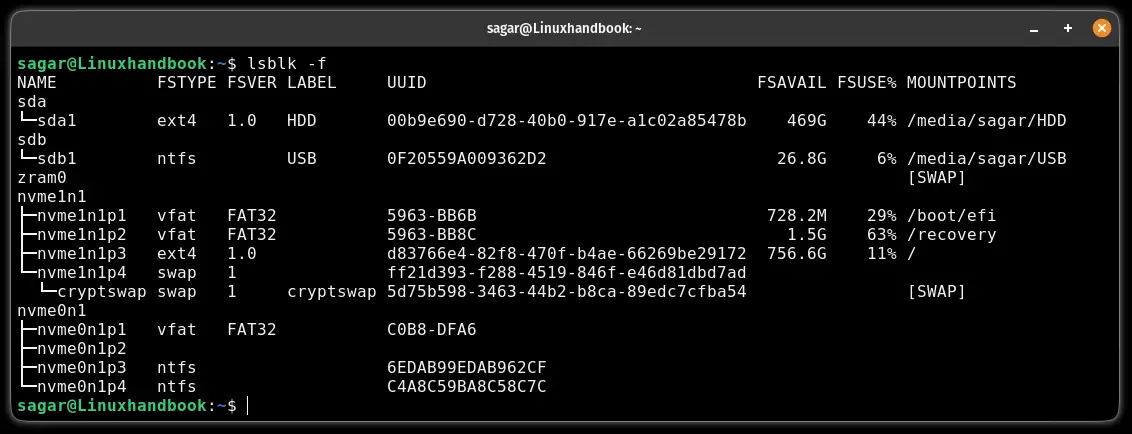 sagar@Linuxhandbook: ~
sagar@Linuxhandbook:~$ lsblk -f
NAME          FSTYPE FSVER LABEL     UUID                                 FSAVAIL FSUSE% MOUNTPOINTS
sda
└─sda1        ext4   1.0   HDD       00b9e690-d728-40b0-917e-a1c02a85478b    469G    44% /media/sagar/HDD
sdb
└─sdb1        ntfs         USB       0F20559A009362D2                       26.8G     6% /media/sagar/USB
zram0                                                                                    [SWAP]
nvme1n1
├─nvme1n1p1   vfat   FAT32           5963-BB6B                             728.2M    29% /boot/efi
├─nvme1n1p2   vfat   FAT32           5963-BB8C                               1.5G    63% /recovery
├─nvme1n1p3   ext4   1.0             d83766e4-82f8-470f-b4ae-66269be29172  756.6G    11% /
└─nvme1n1p4   swap   1               ff21d393-f288-4519-846f-e46d81dbd7ad
  └─cryptswap swap   1     cryptswap 5d75b598-3463-44b2-b8ca-89edc7cfba54                [SWAP]
nvme0n1
├─nvme0n1p1   vfat   FAT32           C0B8-DFA6
├─nvme0n1p2
├─nvme0n1p3   ntfs                   6EDAB99EDAB962CF
└─nvme0n1p4   ntfs                   C4A8C59BA8C58C7C
sagar@Linuxhandbook:~$